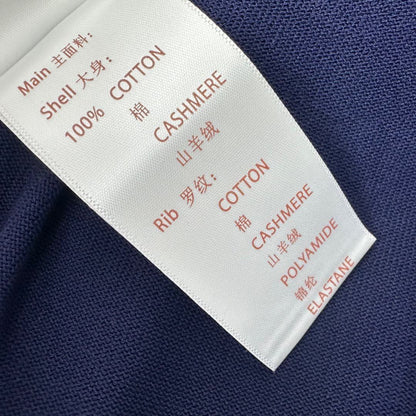 Main 主面料:
Shell 大身:
100% COTTON
棉
CASHMERE
山羊绒
Rib 罗纹:
COTTON
棉
CASHMERE
山羊绒
POLYAMIDE
锦纶
ELASTANE